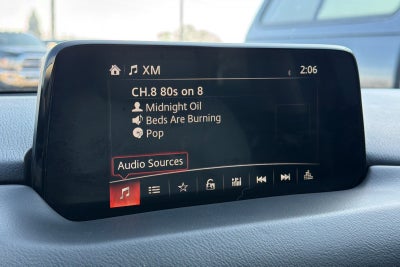 XM 2:06
CH.8 80s on 8
Midnight Oil
Beds Are Burning
Pop
Audio Sources